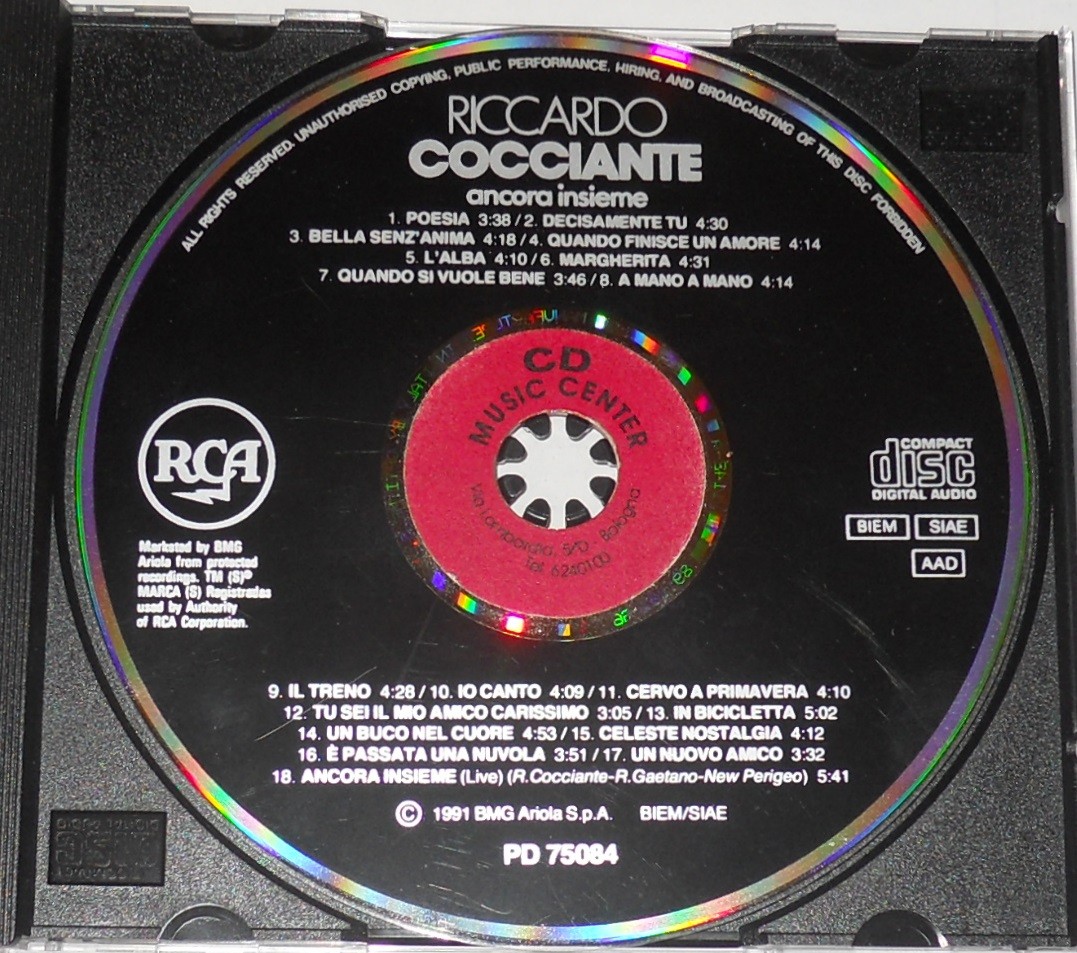 ALL RIGHTS RESERVED. UNAUTHORISED COPYING, PUBLIC PERFORMANCE, HIRING, AND BROADCASTING OF THIS DISC FORBIDDEN
RICCARDO
COCCIANTE
ancora insieme
1. POESIA 3:38 / 2. DECISAMENTE TU 4:30
3. BELLA SENZ'ANIMA 4:18 / 4. QUANDO FINISCE UN AMORE 4:14
5. L'ALBA 4:10 / 6. MARGHERITA 4:31
7. QUANDO SI VUOLE BENE 3:46 / 8. A MANO A MANO 4:14
CD
MUSIC CENTER
Via Lombardia, 5/D - Bologna
Tel. 6240100
RCA
Marketed by BMG
Ariola from protected
recordings. TM (S)®
MARCA (S) Registradas
used by Authority
of RCA Corporation.
COMPACT
disc
DIGITAL AUDIO
BIEM SIAE
AAD
9. IL TRENO 4:28 / 10. IO CANTO 4:09 / 11. CERVO A PRIMAVERA 4:10
12. TU SEI IL MIO AMICO CARISSIMO 3:05 / 13. IN BICICLETTA 5:02
14. UN BUCO NEL CUORE 4:53 / 15. CELESTE NOSTALGIA 4:12
16. È PASSATA UNA NUVOLA 3:51 / 17. UN NUOVO AMICO 3:32
18. ANCORA INSIEME (Live) (R.Cocciante-R.Gaetano-New Perigeo) 5:41
© 1991 BMG Ariola S.p.A. BIEM/SIAE
PD 75084